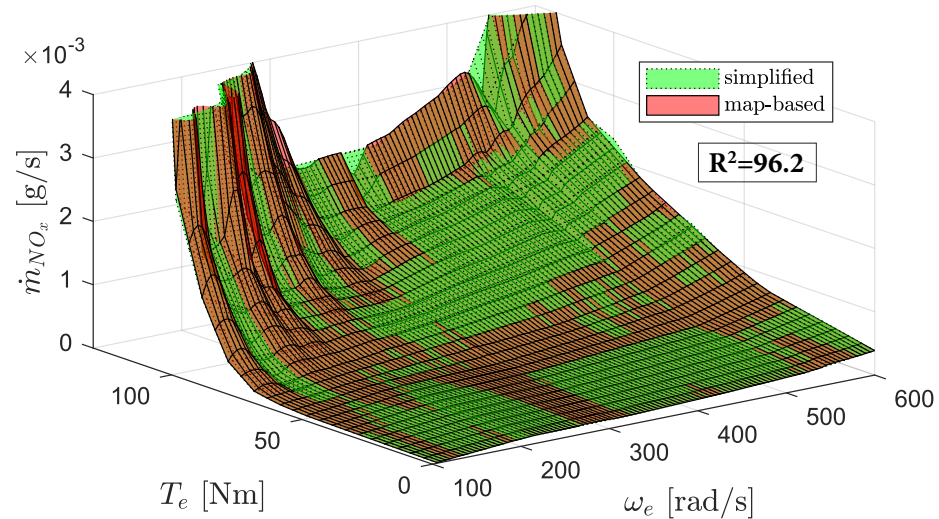 ×10⁻³
4
3
2
1
0
ṁ_{NO_x} [g/s]
simplified
map-based
R²=96.2
100
50
0
T_e [Nm]
100
200
300
400
500
600
ω_e [rad/s]